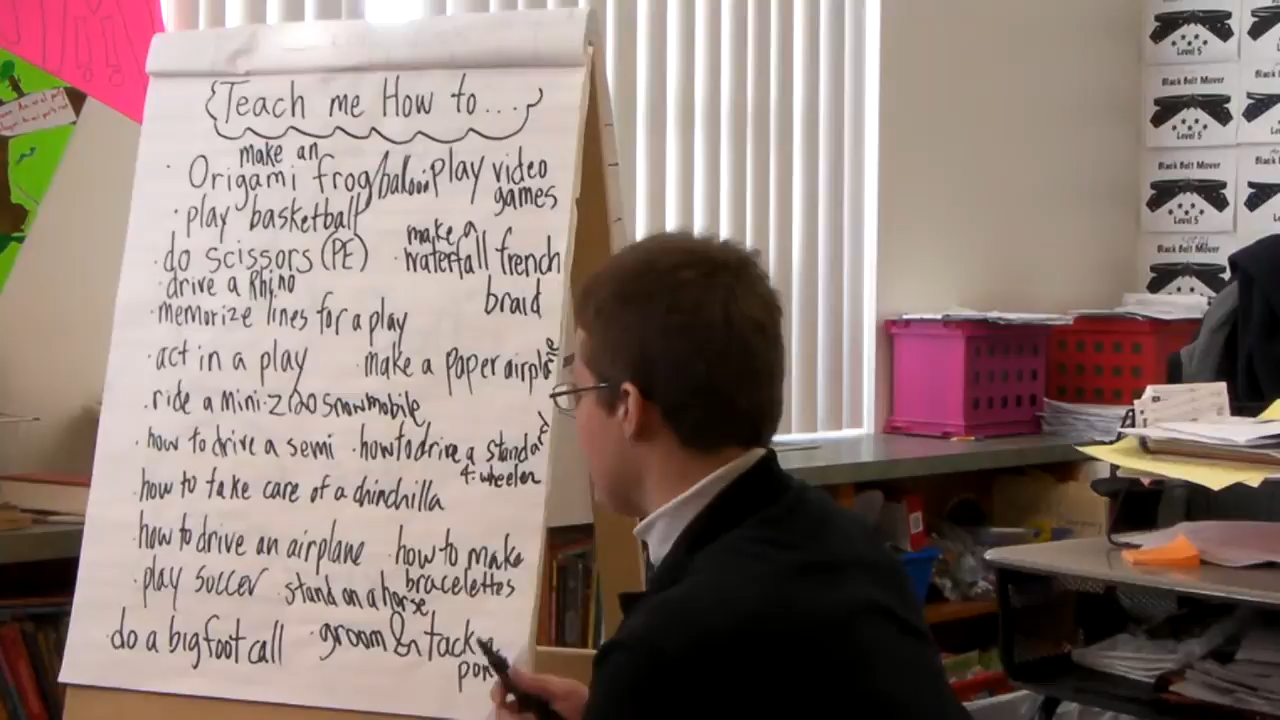 Teach me How to...
make an
Origami frog/baloon
play video
games
play basketball
do scissors (PE)
make a
waterfall french
braid
drive a Rhino
memorize lines for a play
act in a play
make a paper airplane
ride a Mini-Z 120 snowmobile
how to drive a semi
how to drive a standard
4-wheeler
how to take care of a chinchilla
how to drive an airplane
how to make
bracelettes
play soccer
stand on a horse
do a bigfoot call
groom & tack
Level 5
Black Belt Mover
Level 5
Black Belt Mover
Level 5
Black Belt Mover